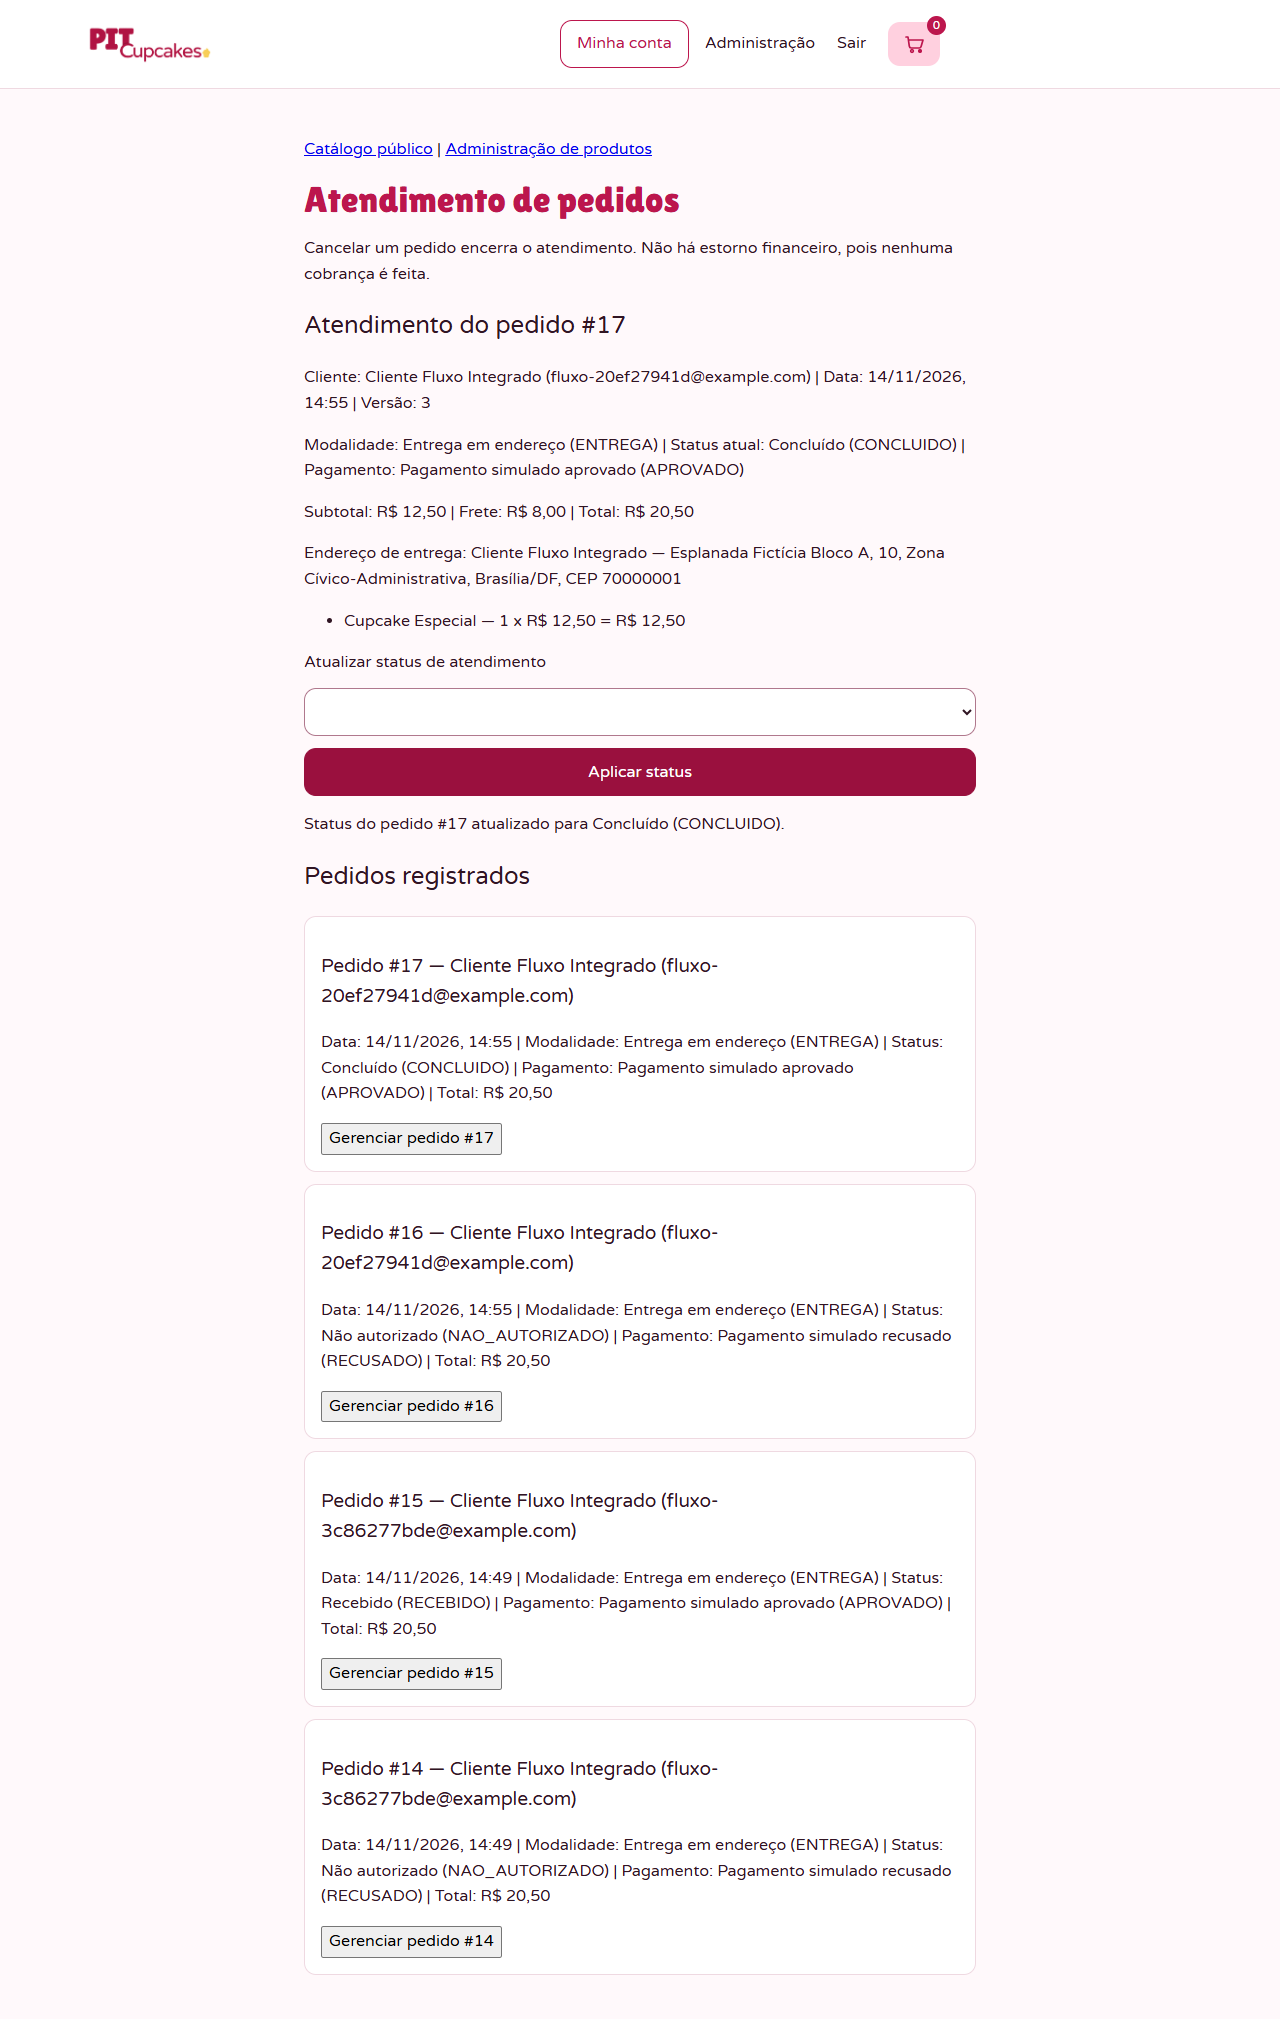 PIT Cupcakes
Minha conta
Administração
Sair
0
Catálogo público | Administração de produtos
Atendimento de pedidos
Cancelar um pedido encerra o atendimento. Não há estorno financeiro, pois nenhuma
cobrança é feita.
Atendimento do pedido #17
Cliente: Cliente Fluxo Integrado (fluxo-20ef27941d@example.com) | Data: 14/11/2026,
14:55 | Versão: 3
Modalidade: Entrega em endereço (ENTREGA) | Status atual: Concluído (CONCLUIDO) |
Pagamento: Pagamento simulado aprovado (APROVADO)
Subtotal: R$ 12,50 | Frete: R$ 8,00 | Total: R$ 20,50
Endereço de entrega: Cliente Fluxo Integrado — Esplanada Fictícia Bloco A, 10, Zona
Cívico-Administrativa, Brasília/DF, CEP 70000001
• Cupcake Especial — 1 x R$ 12,50 = R$ 12,50
Atualizar status de atendimento
Aplicar status
Status do pedido #17 atualizado para Concluído (CONCLUIDO).
Pedidos registrados
Pedido #17 — Cliente Fluxo Integrado (fluxo-
20ef27941d@example.com)
Data: 14/11/2026, 14:55 | Modalidade: Entrega em endereço (ENTREGA) | Status:
Concluído (CONCLUIDO) | Pagamento: Pagamento simulado aprovado
(APROVADO) | Total: R$ 20,50
Gerenciar pedido #17
Pedido #16 — Cliente Fluxo Integrado (fluxo-
20ef27941d@example.com)
Data: 14/11/2026, 14:55 | Modalidade: Entrega em endereço (ENTREGA) | Status:
Não autorizado (NAO_AUTORIZADO) | Pagamento: Pagamento simulado recusado
(RECUSADO) | Total: R$ 20,50
Gerenciar pedido #16
Pedido #15 — Cliente Fluxo Integrado (fluxo-
3c86277bde@example.com)
Data: 14/11/2026, 14:49 | Modalidade: Entrega em endereço (ENTREGA) | Status:
Recebido (RECEBIDO) | Pagamento: Pagamento simulado aprovado (APROVADO) |
Total: R$ 20,50
Gerenciar pedido #15
Pedido #14 — Cliente Fluxo Integrado (fluxo-
3c86277bde@example.com)
Data: 14/11/2026, 14:49 | Modalidade: Entrega em endereço (ENTREGA) | Status:
Não autorizado (NAO_AUTORIZADO) | Pagamento: Pagamento simulado recusado
(RECUSADO) | Total: R$ 20,50
Gerenciar pedido #14